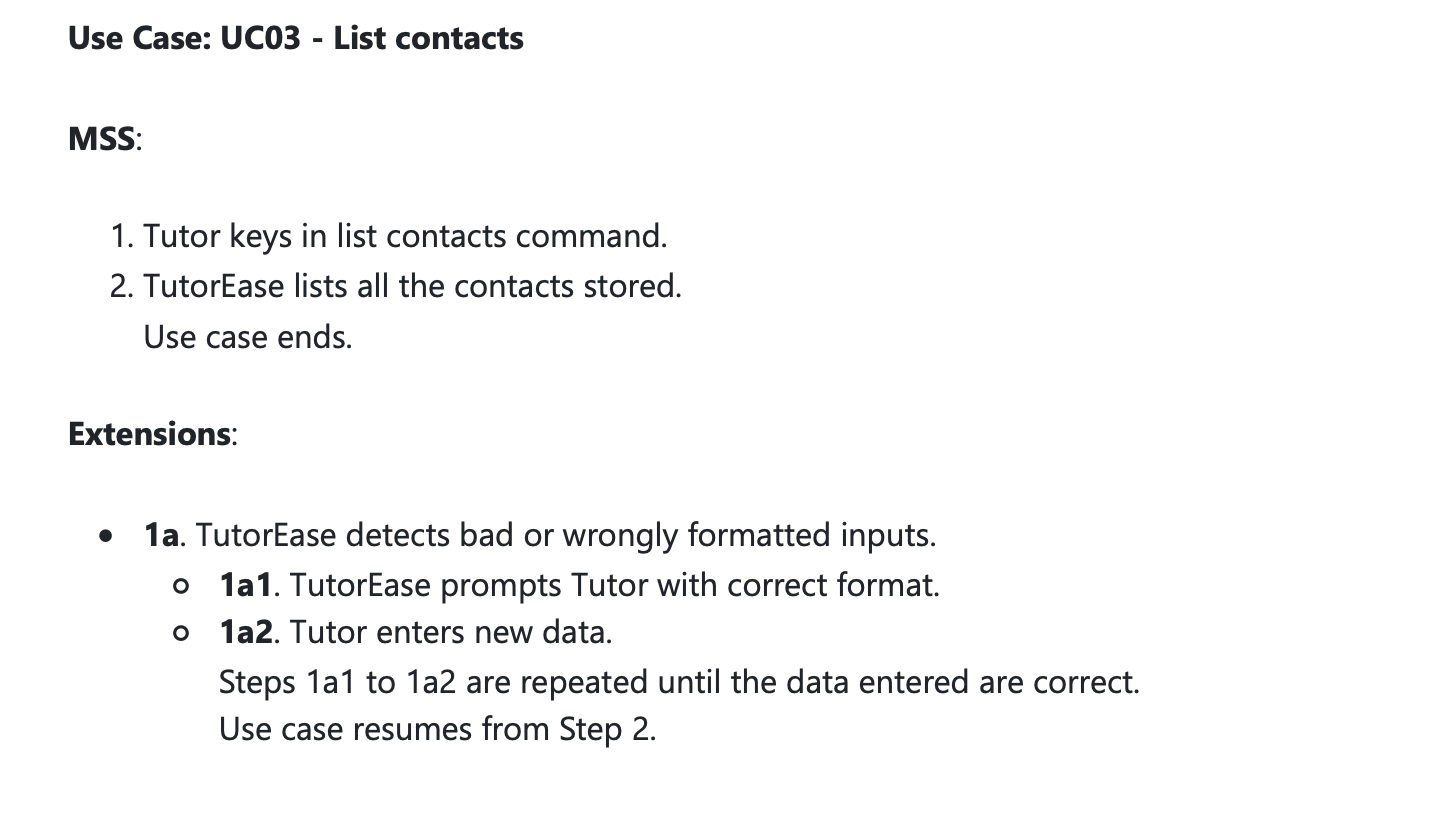 Use Case: UC03 - List contacts
MSS:
1. Tutor keys in list contacts command.
2. TutorEase lists all the contacts stored.
Use case ends.
Extensions:
• 1a. TutorEase detects bad or wrongly formatted inputs.
○ 1a1. TutorEase prompts Tutor with correct format.
○ 1a2. Tutor enters new data.
Steps 1a1 to 1a2 are repeated until the data entered are correct.
Use case resumes from Step 2.